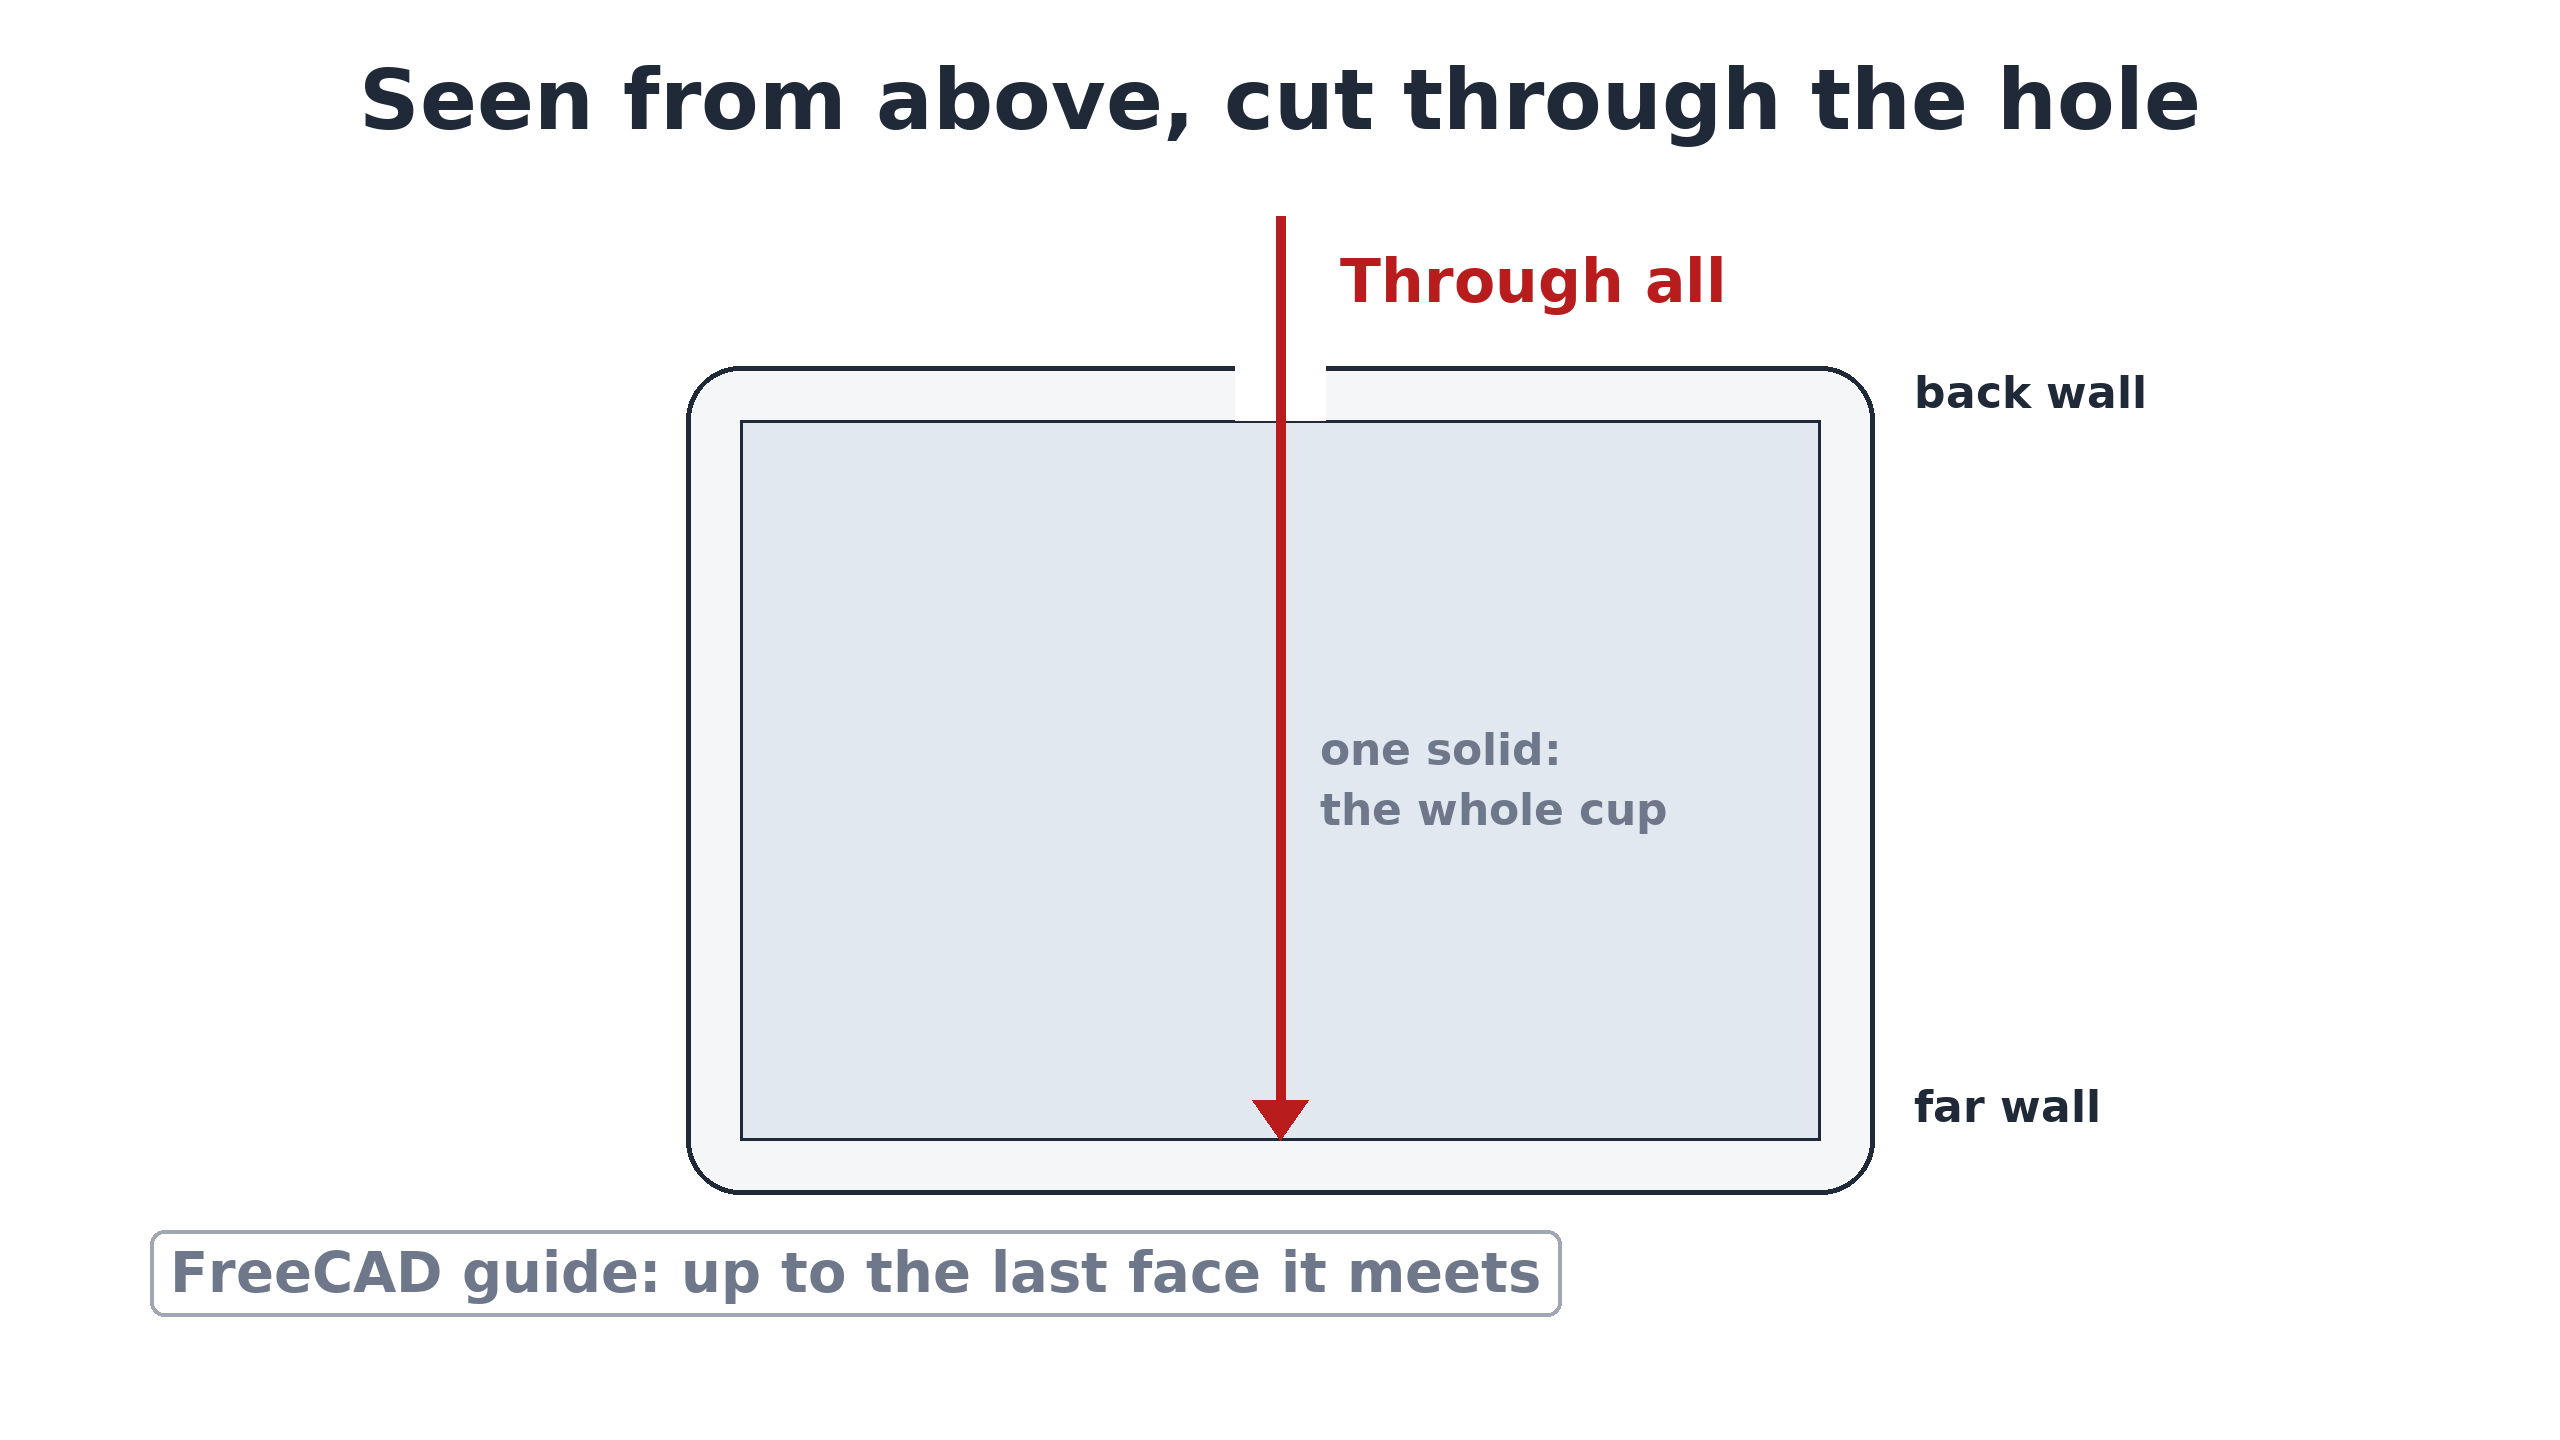 Seen from above, cut through the hole
Through all
back wall
one solid:
the whole cup
far wall
FreeCAD guide: up to the last face it meets